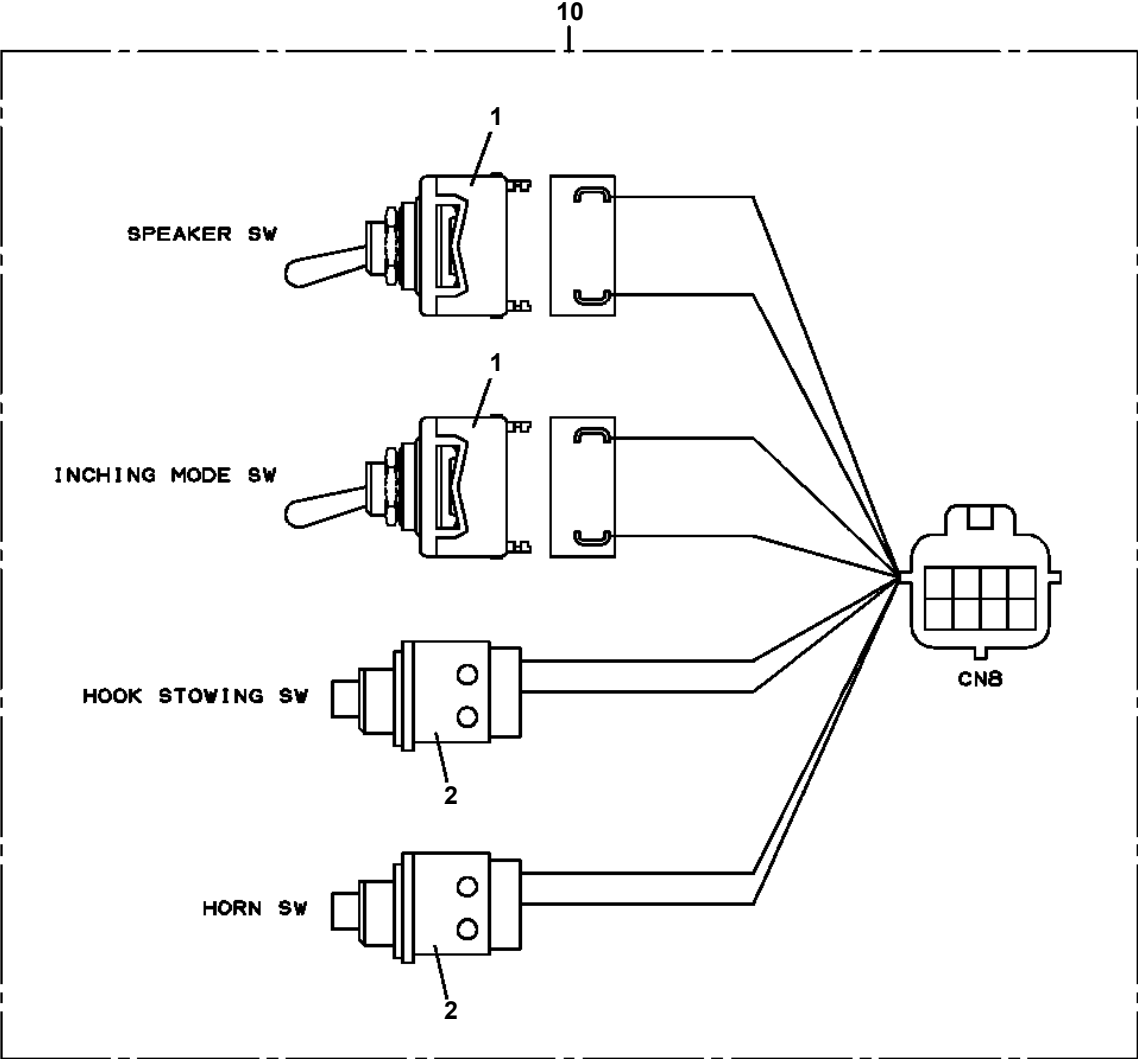 10
1
SPEAKER SW
1
INCHING MODE SW
CN8
HOOK STOWING SW
2
HORN SW
2